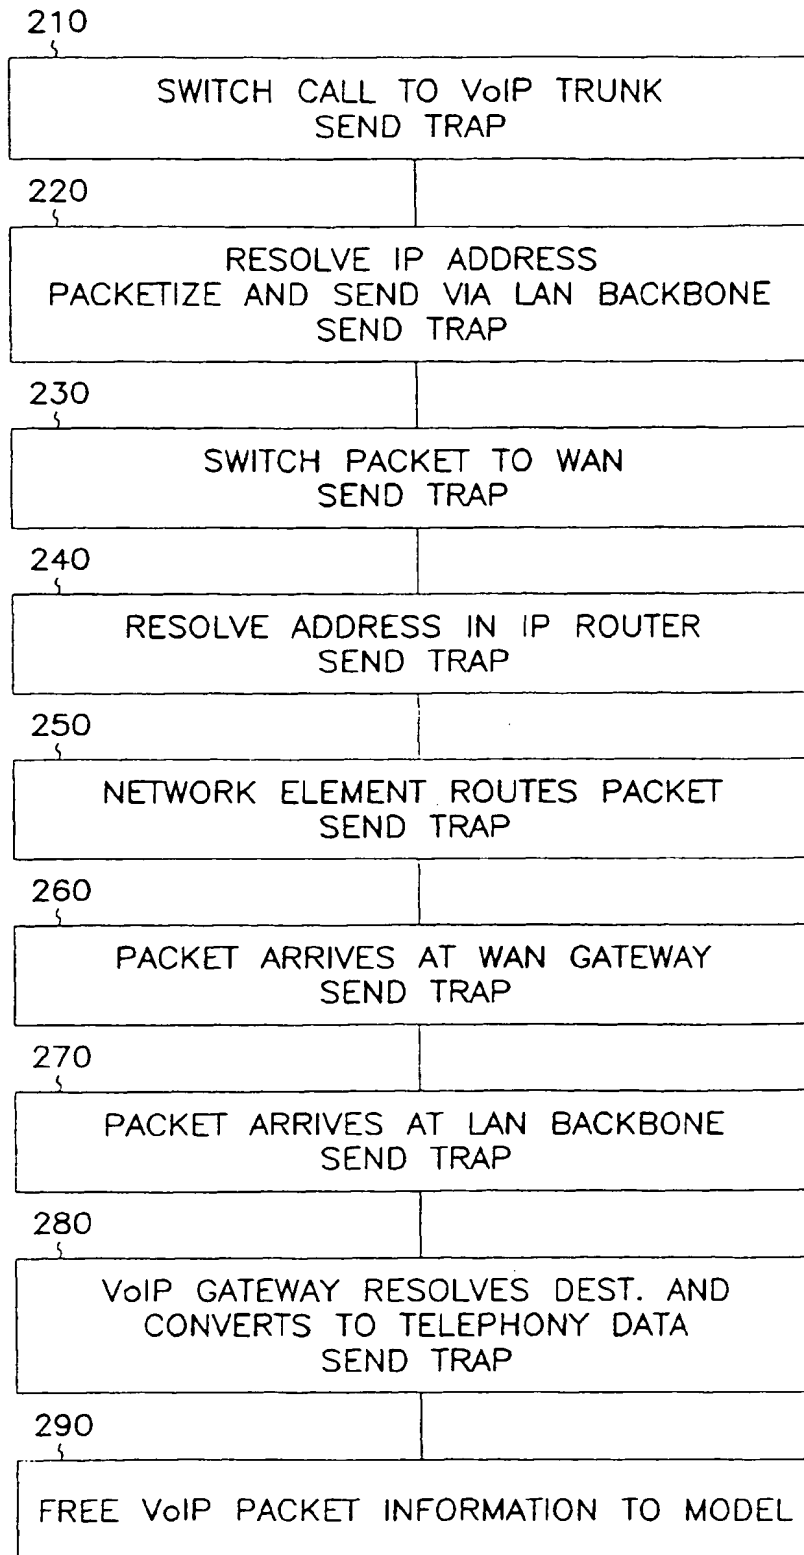 210
SWITCH CALL TO VoIP TRUNK
SEND TRAP
220
RESOLVE IP ADDRESS
PACKETIZE AND SEND VIA LAN BACKBONE
SEND TRAP
230
SWITCH PACKET TO WAN
SEND TRAP
240
RESOLVE ADDRESS IN IP ROUTER
SEND TRAP
250
NETWORK ELEMENT ROUTES PACKET
SEND TRAP
260
PACKET ARRIVES AT WAN GATEWAY
SEND TRAP
270
PACKET ARRIVES AT LAN BACKBONE
SEND TRAP
280
VoIP GATEWAY RESOLVES DEST. AND
CONVERTS TO TELEPHONY DATA
SEND TRAP
290
FREE VoIP PACKET INFORMATION TO MODEL